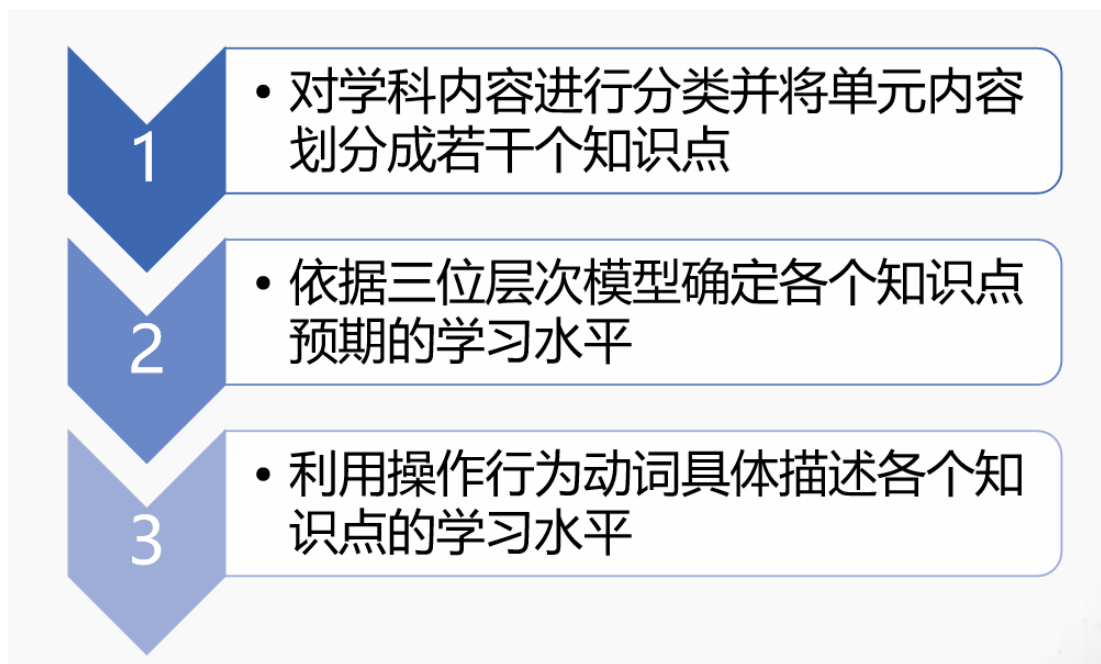 1
• 对学科内容进行分类并将单元内容
划分成若干个知识点
2
• 依据三位层次模型确定各个知识点
预期的学习水平
3
• 利用操作行为动词具体描述各个知
识点的学习水平